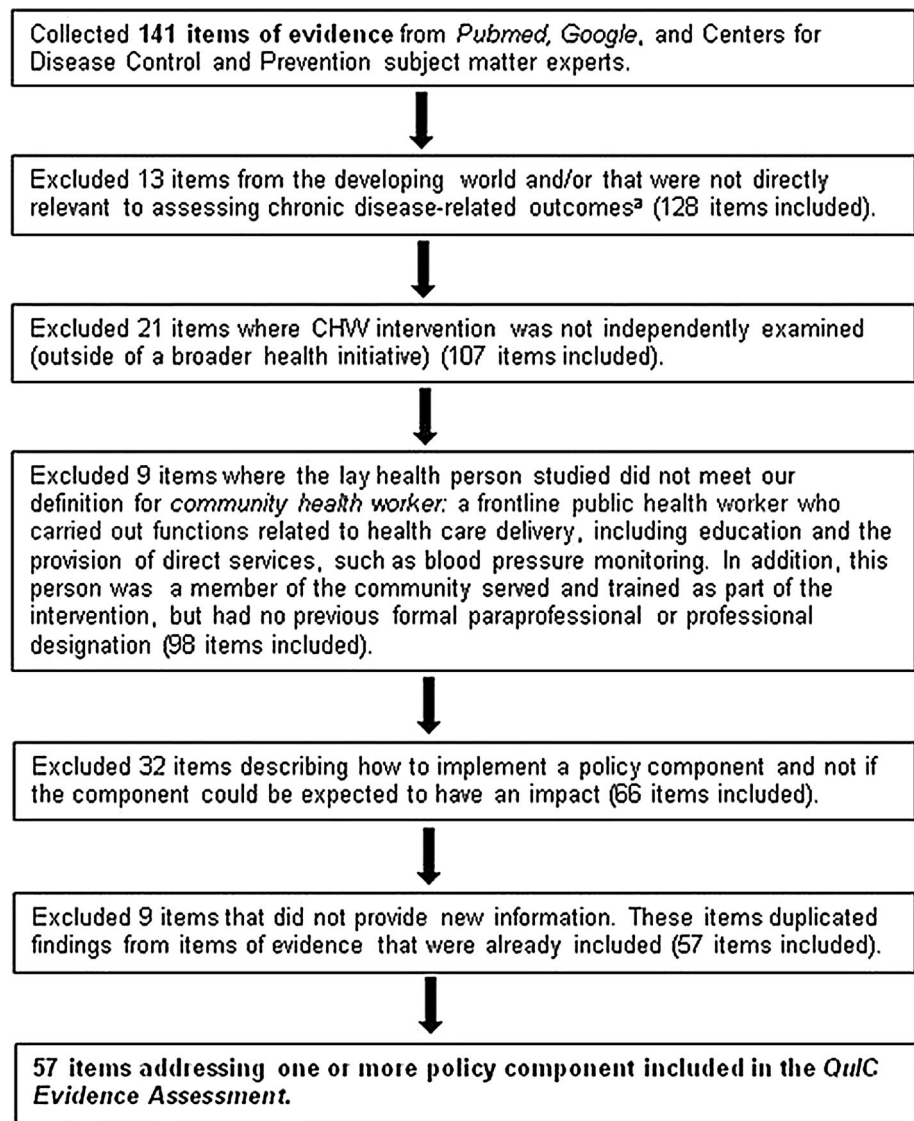 Collected 141 items of evidence from Pubmed, Google, and Centers for
Disease Control and Prevention subject matter experts.
Excluded 13 items from the developing world and/or that were not directly
relevant to assessing chronic disease-related outcomesᵃ (128 items included).
Excluded 21 items where CHW intervention was not independently examined
(outside of a broader health initiative) (107 items included).
Excluded 9 items where the lay health person studied did not meet our
definition for community health worker: a frontline public health worker who
carried out functions related to health care delivery, including education and the
provision of direct services, such as blood pressure monitoring. In addition, this
person was a member of the community served and trained as part of the
intervention, but had no previous formal paraprofessional or professional
designation (98 items included).
Excluded 32 items describing how to implement a policy component and not if
the component could be expected to have an impact (66 items included).
Excluded 9 items that did not provide new information. These items duplicated
findings from items of evidence that were already included (57 items included).
57 items addressing one or more policy component included in the QuIC
Evidence Assessment.